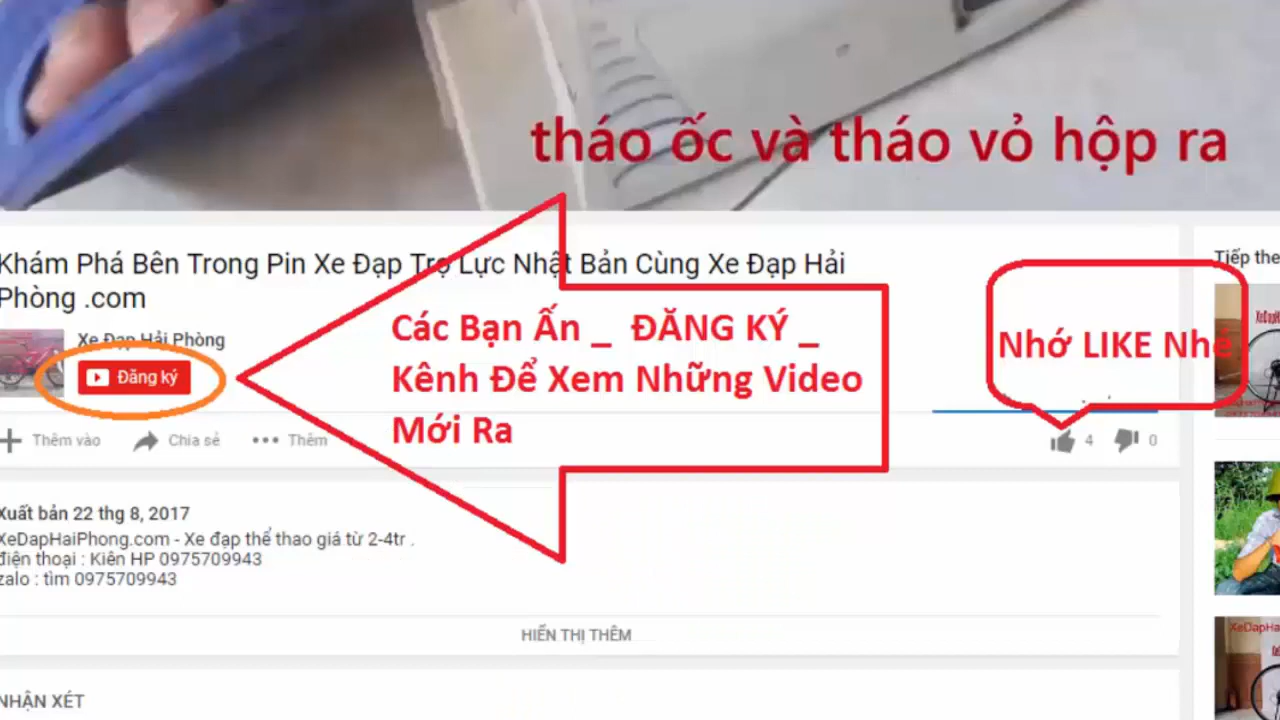 tháo ốc và tháo vỏ hộp ra
Khám Phá Bên Trong Pin Xe Đạp Trợ Lực Nhật Bản Cùng Xe Đạp Hải
Phòng .com
Tiếp the
Xe Đạp Hải Phòng
Đăng ký
Các Bạn Ấn _ ĐĂNG KÝ _
Kênh Để Xem Những Video
Mới Ra
Nhớ LIKE Nhé
Thêm vào
Chia sẻ
Thêm
4
0
Xuất bản 22 thg 8, 2017
XeDapHaiPhong.com - Xe đạp thể thao giá từ 2-4tr .
điện thoại : Kiên HP 0975709943
zalo : tìm 0975709943
HIỂN THỊ THÊM
XeDapHa
NHẬN XÉT